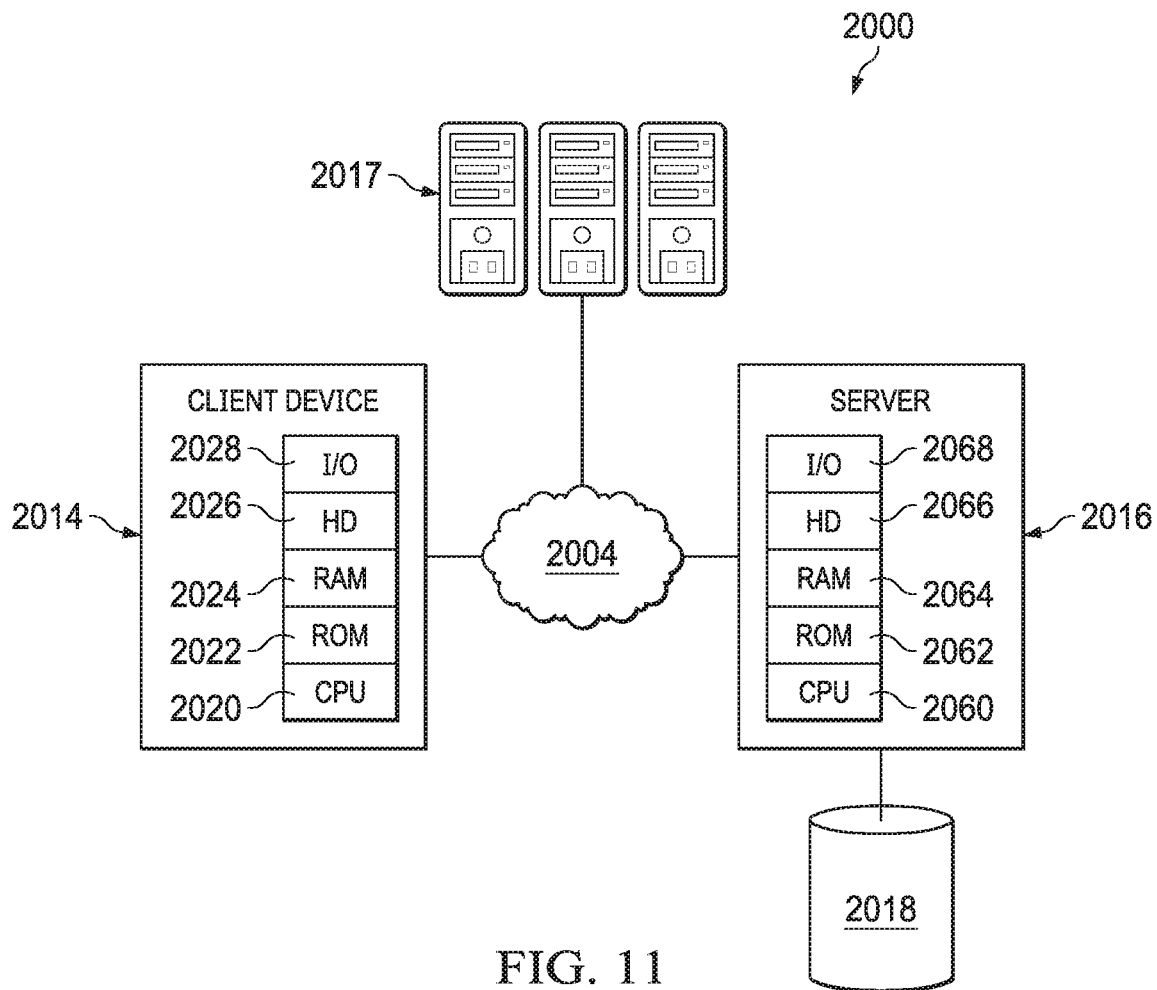 2000
2017
CLIENT DEVICE
SERVER
2028 I/O
I/O 2068
2026 HD
HD 2066
2014
2016
2004
2024 RAM
RAM 2064
2022 ROM
ROM 2062
2020 CPU
CPU 2060
2018
FIG. 11